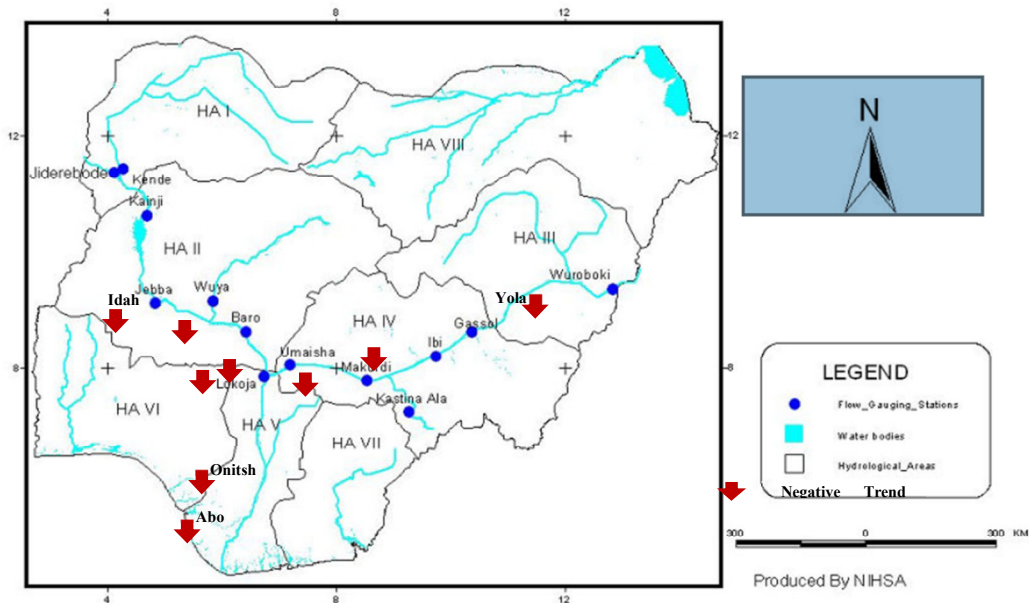 4 8 12
N
12 12
HA I
HA VIII
Jiderebode
Kende
Kainji
HA II
HA III
Wuya
Wuroboki
Jebba
Idah
Yola
Baro
HA IV
Gassol
Ibi
Umaisha
8 8
Makurdi
Lokoja
Kastina Ala
HA VI
HA V
HA VII
Onitsh
Abo
4 8 12
LEGEND
Flow_Gauging_Stations
Water bodies
Hydrological_Areas
Negative Trend
300 0 300 KM
Produced By NIHSA